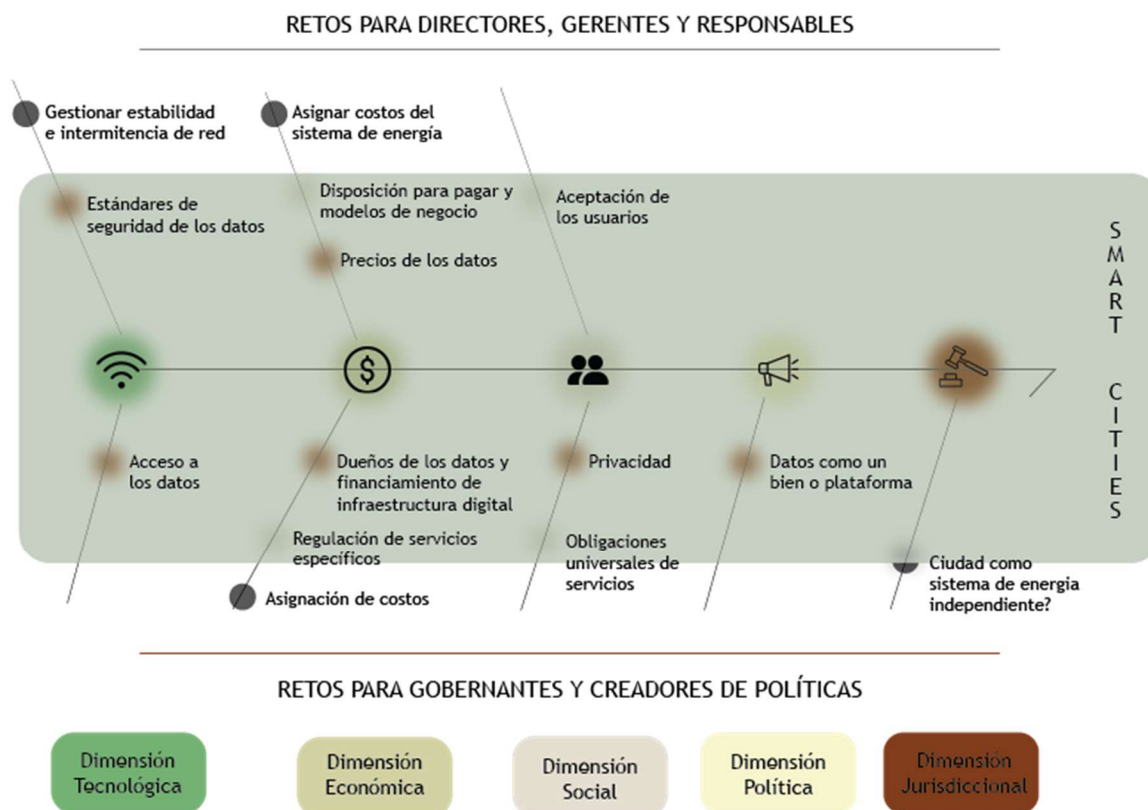 RETOS PARA DIRECTORES, GERENTES Y RESPONSABLES
Gestionar estabilidad
e intermitencia de red
Asignar costos del
sistema de energía
Estándares de
seguridad de los datos
Disposición para pagar y
modelos de negocio
Aceptación de
los usuarios
Precios de los datos
SMART CITIES
$
Acceso a
los datos
Dueños de los datos y
financiamiento de
infraestructura digital
Privacidad
Datos como un
bien o plataforma
Regulación de servicios
específicos
Obligaciones
universales de
servicios
Asignación de costos
Ciudad como
sistema de energia
independiente?
RETOS PARA GOBERNANTES Y CREADORES DE POLÍTICAS
Dimensión
Tecnológica
Dimensión
Económica
Dimensión
Social
Dimensión
Política
Dimensión
Jurisdiccional